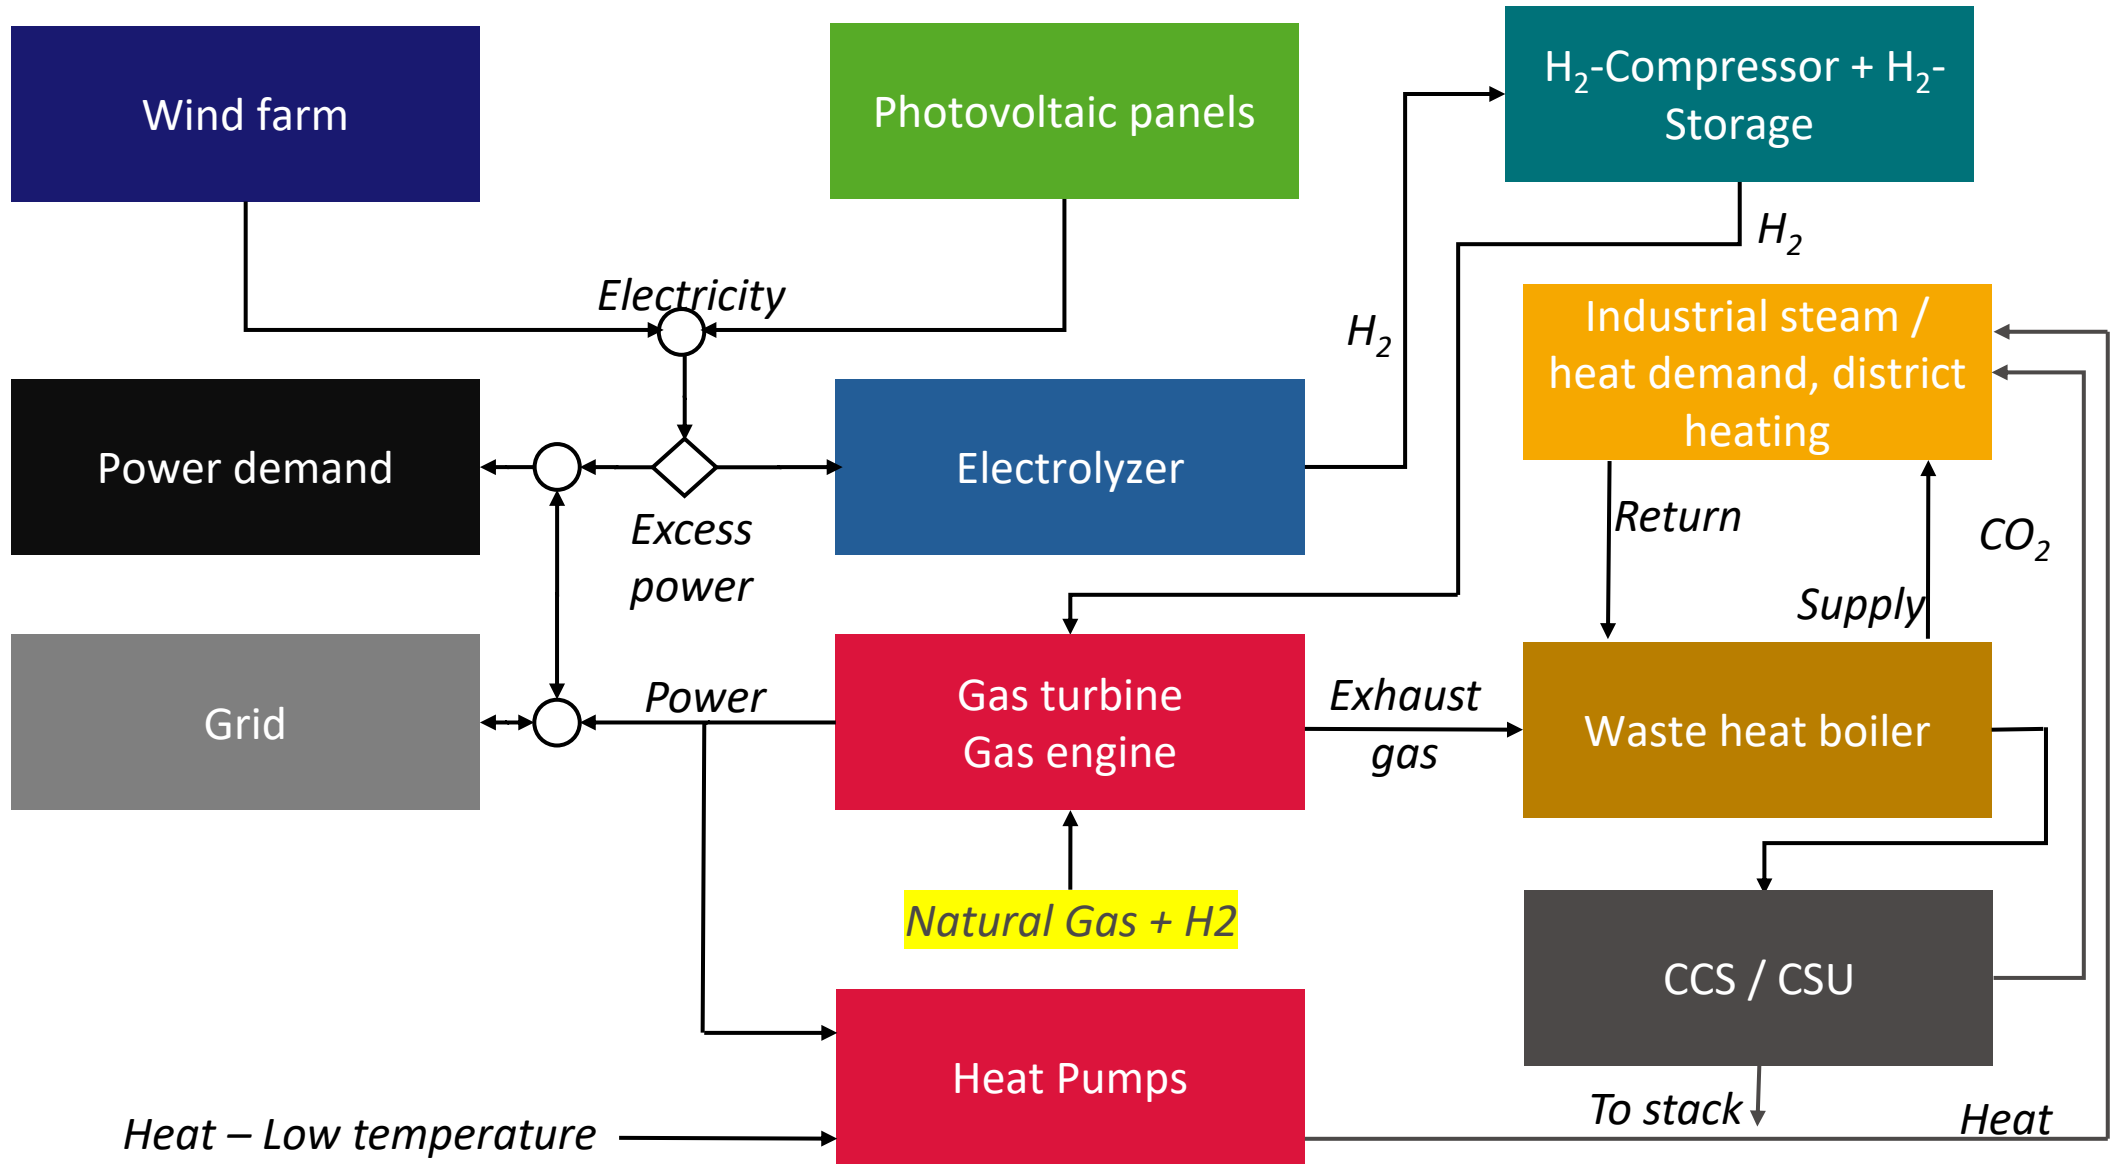 Wind farm
Photovoltaic panels
H₂-Compressor + H₂-
Storage
H₂
Electricity
H₂
Industrial steam /
heat demand, district
heating
Power demand
Electrolyzer
Excess
power
Return
CO₂
Supply
Grid
Power
Gas turbine
Gas engine
Exhaust
gas
Waste heat boiler
Natural Gas + H2
CCS / CSU
Heat Pumps
To stack
Heat
Heat – Low temperature